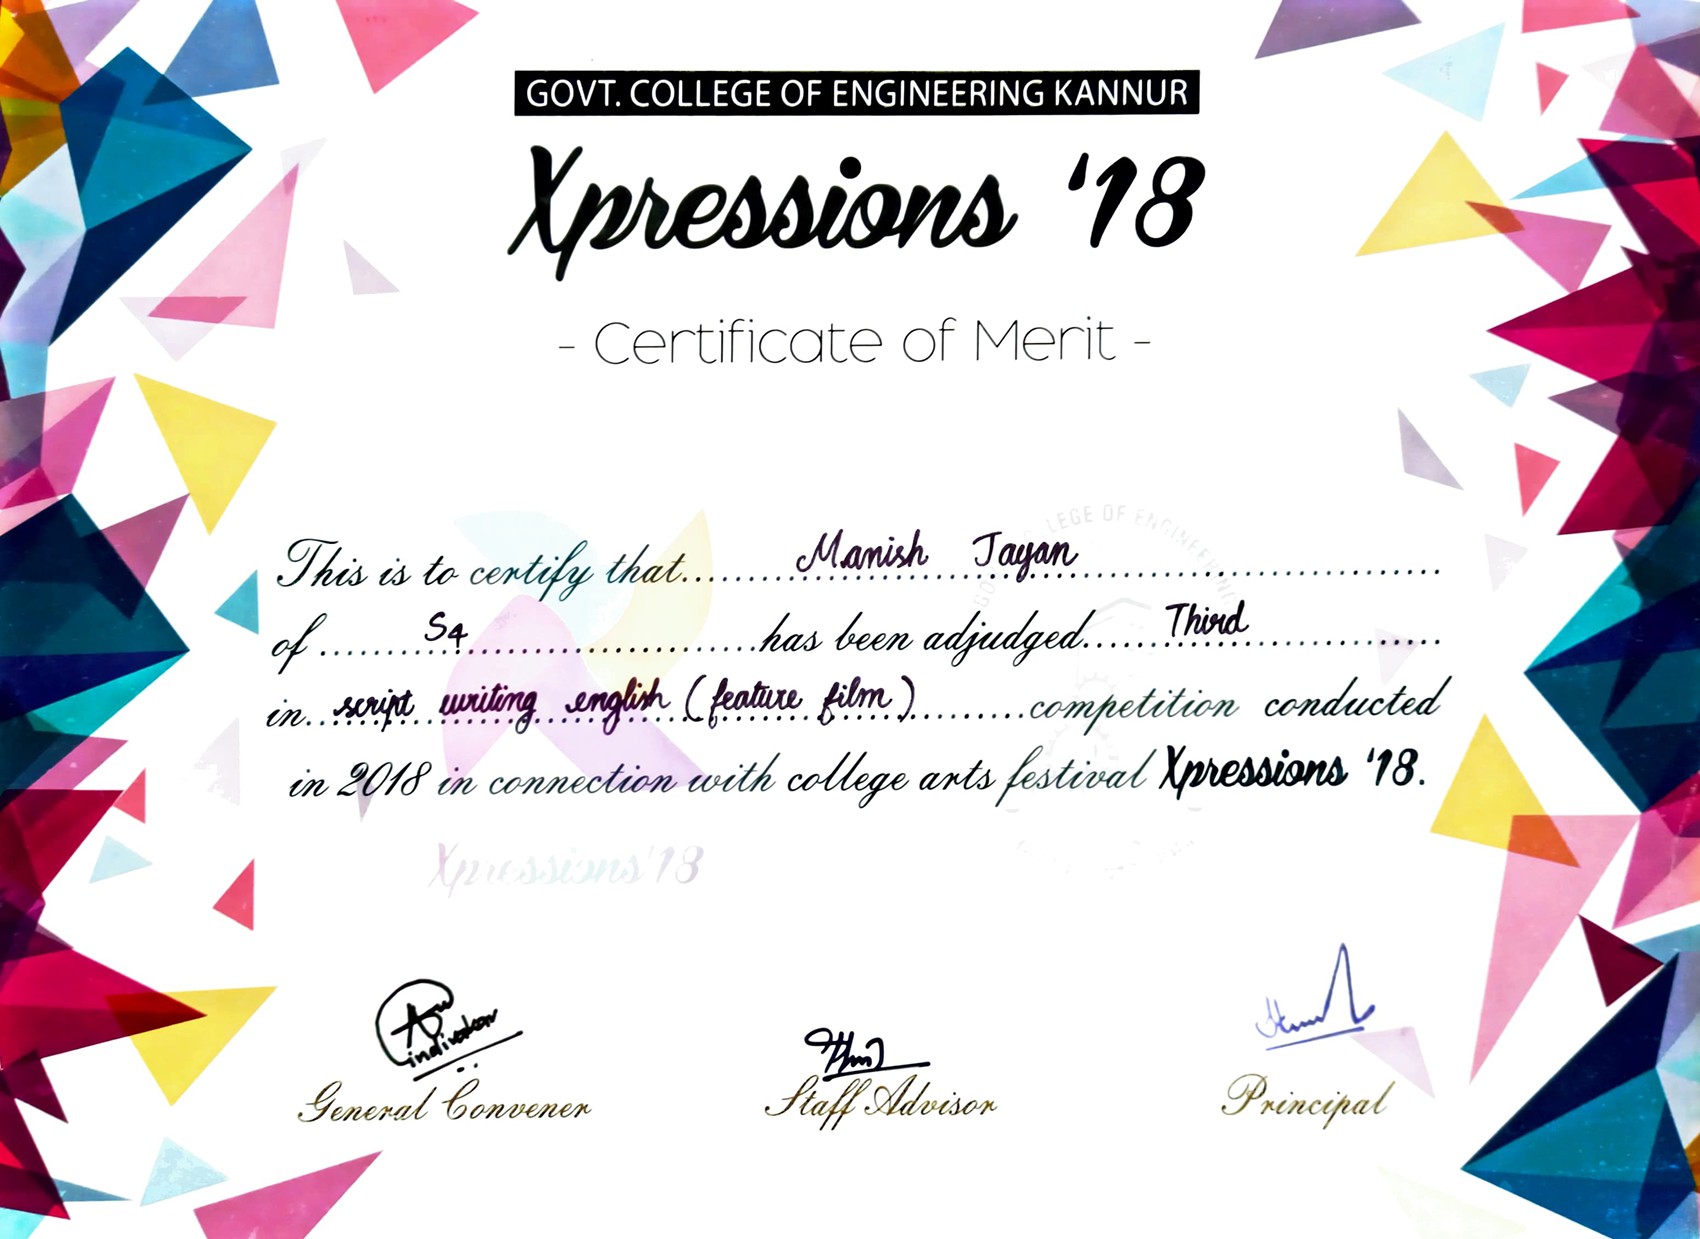 GOVT. COLLEGE OF ENGINEERING KANNUR
Xpressions '18
- Certificate of Merit -
This is to certify that........Manish Jayan........
of ........S4........has been adjudged........Third........
in..script writing english (feature film)........competition conducted
in 2018 in connection with college arts festival Xpressions '18.
LEGE OF ENGINEERING
Xpressions'18
General Convener
Staff Advisor
Principal